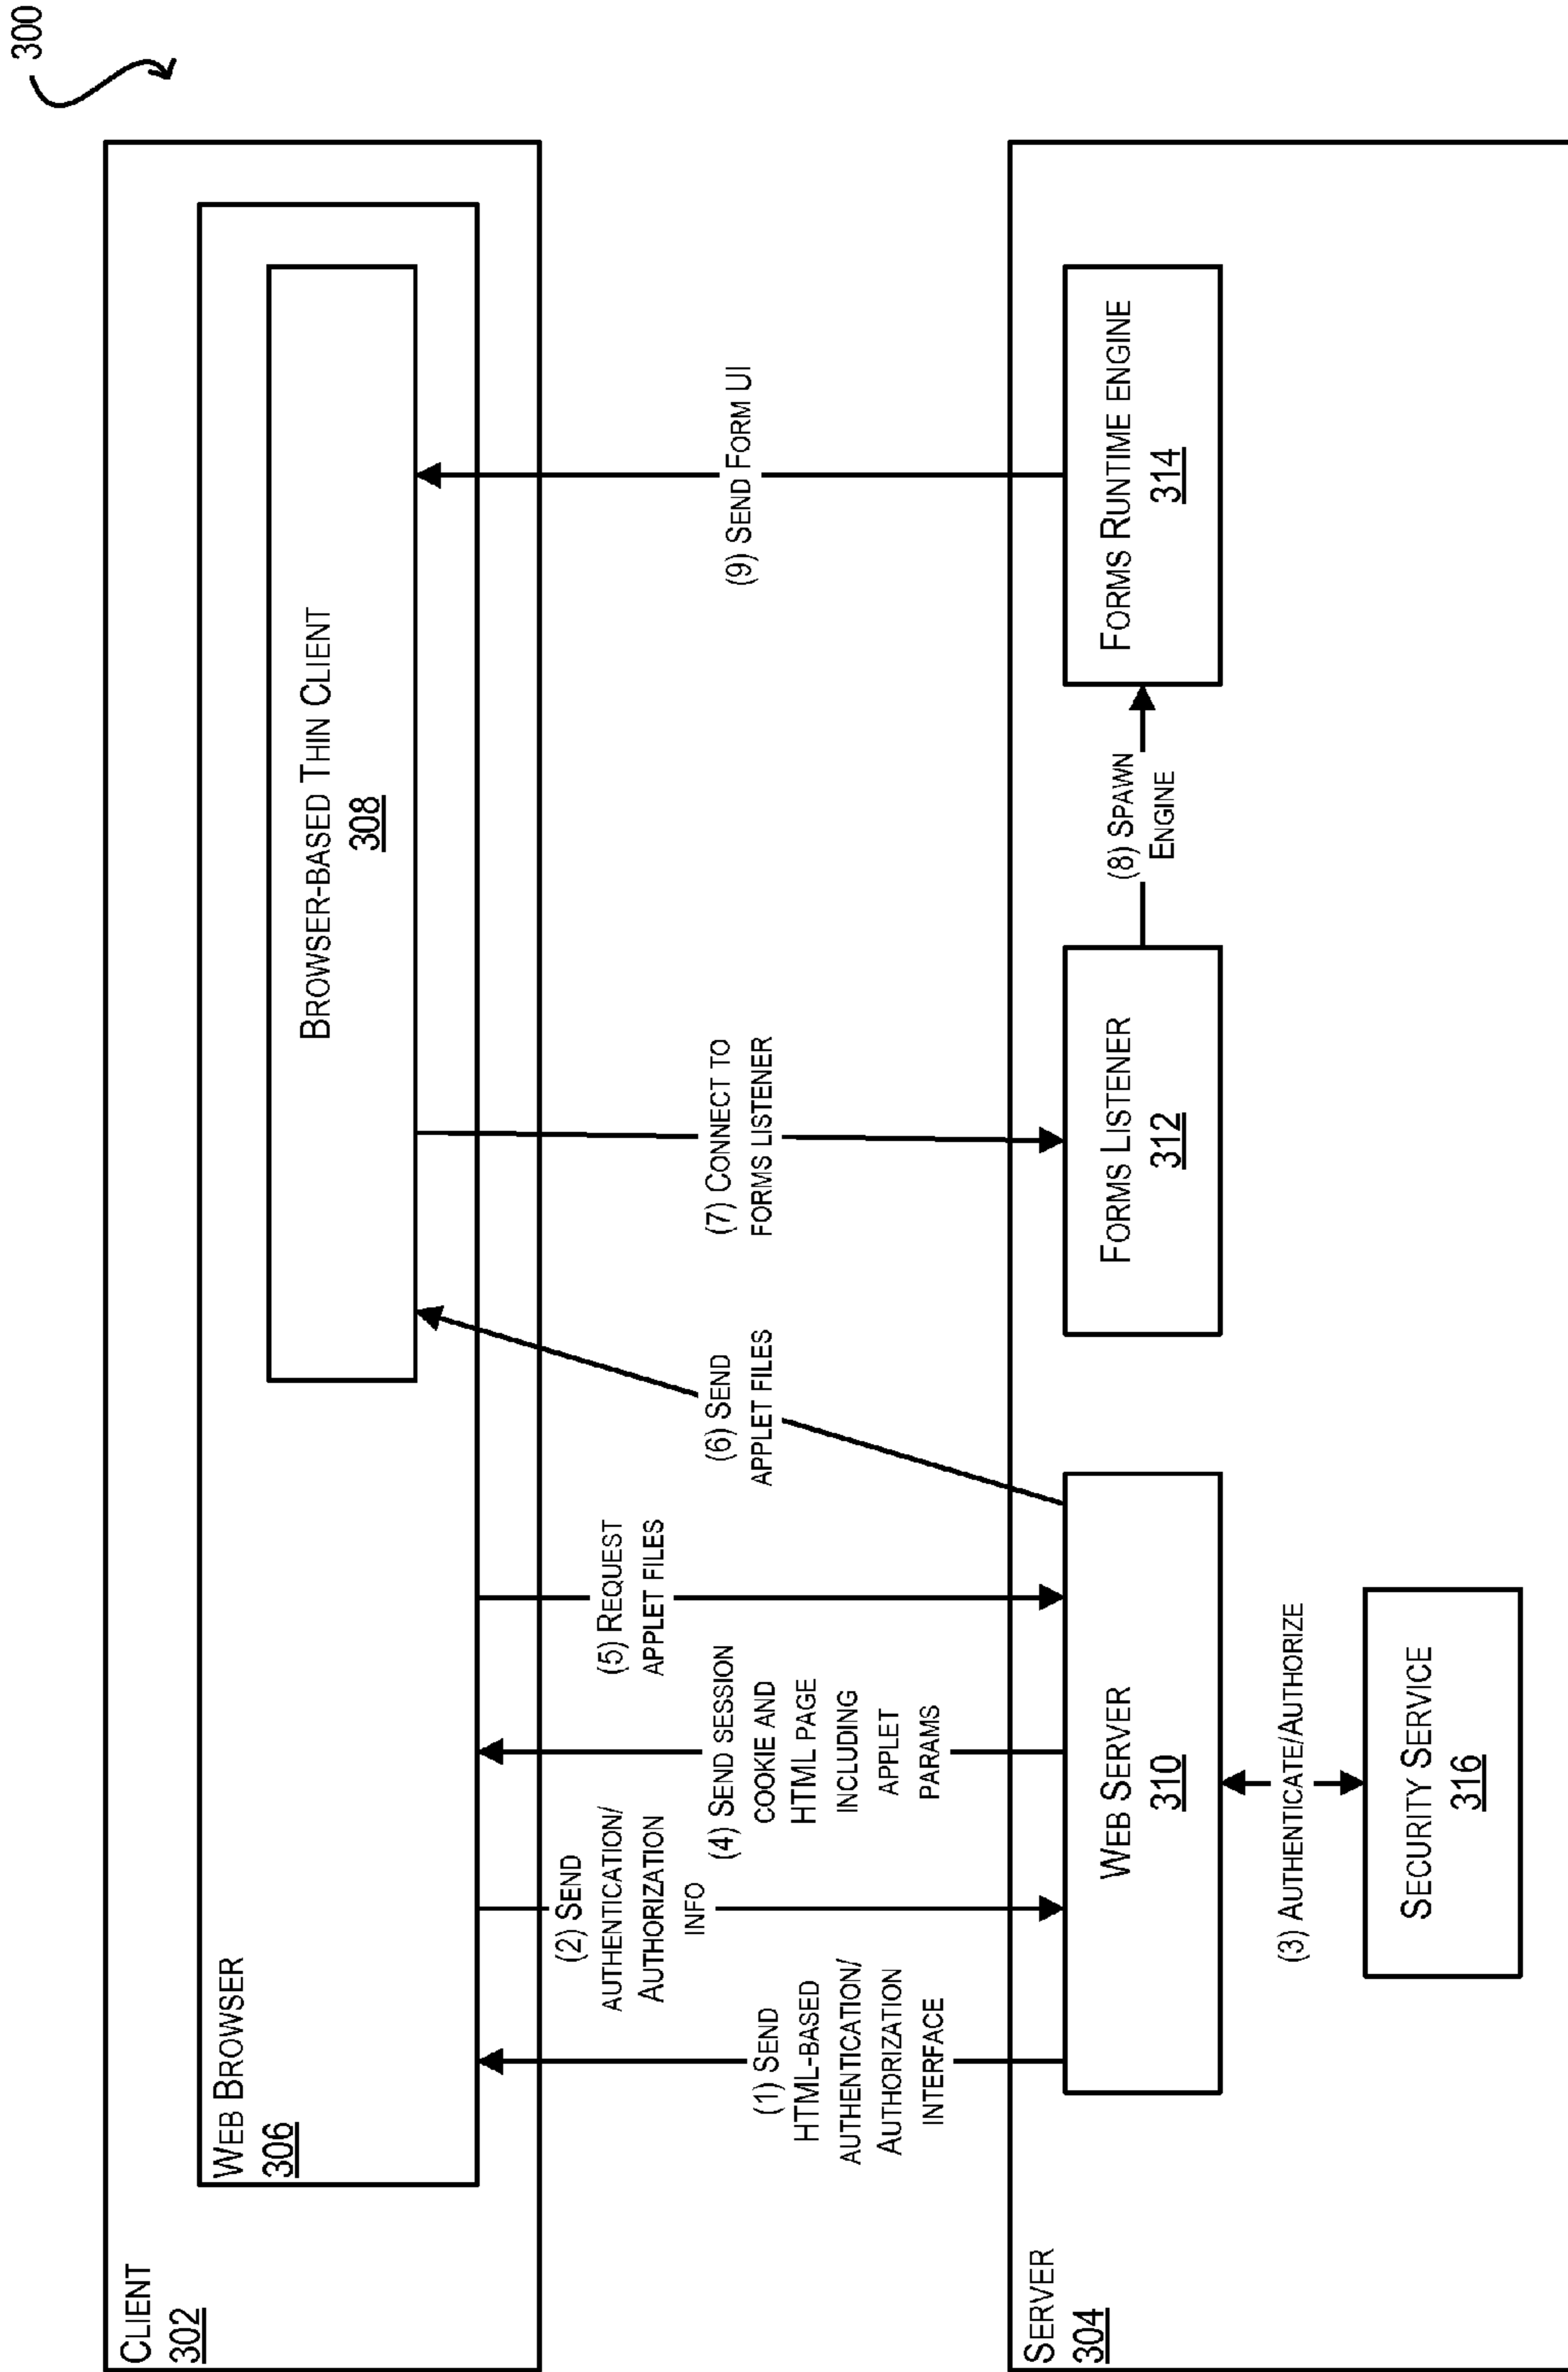 300
CLIENT
302
WEB BROWSER
306
BROWSER-BASED THIN CLIENT
308
(1) SEND
HTML-BASED
AUTHENTICATION/
AUTHORIZATION
INTERFACE
(2) SEND
AUTHENTICATION/
AUTHORIZATION
INFO
(4) SEND SESSION
COOKIE AND
HTML PAGE
INCLUDING
APPLET
PARAMS
(5) REQUEST
APPLET FILES
(6) SEND
APPLET FILES
(7) CONNECT TO
FORMS LISTENER
(9) SEND FORM UI
SERVER
304
WEB SERVER
310
FORMS LISTENER
312
(8) SPAWN
ENGINE
FORMS RUNTIME ENGINE
314
(3) AUTHENTICATE/AUTHORIZE
SECURITY SERVICE
316